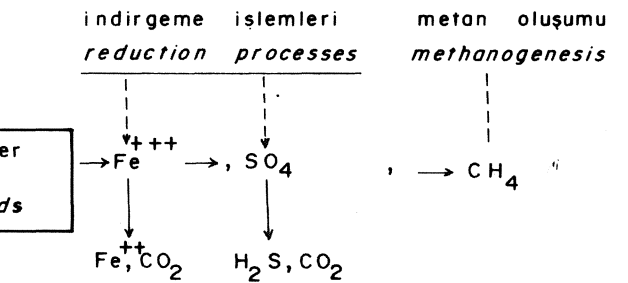 indirgeme işlemleri metan oluşumu
reduction processes methanogenesis
er → Fe+++ → , SO4 , → CH4
ds
Fe++, CO2 H2S, CO2